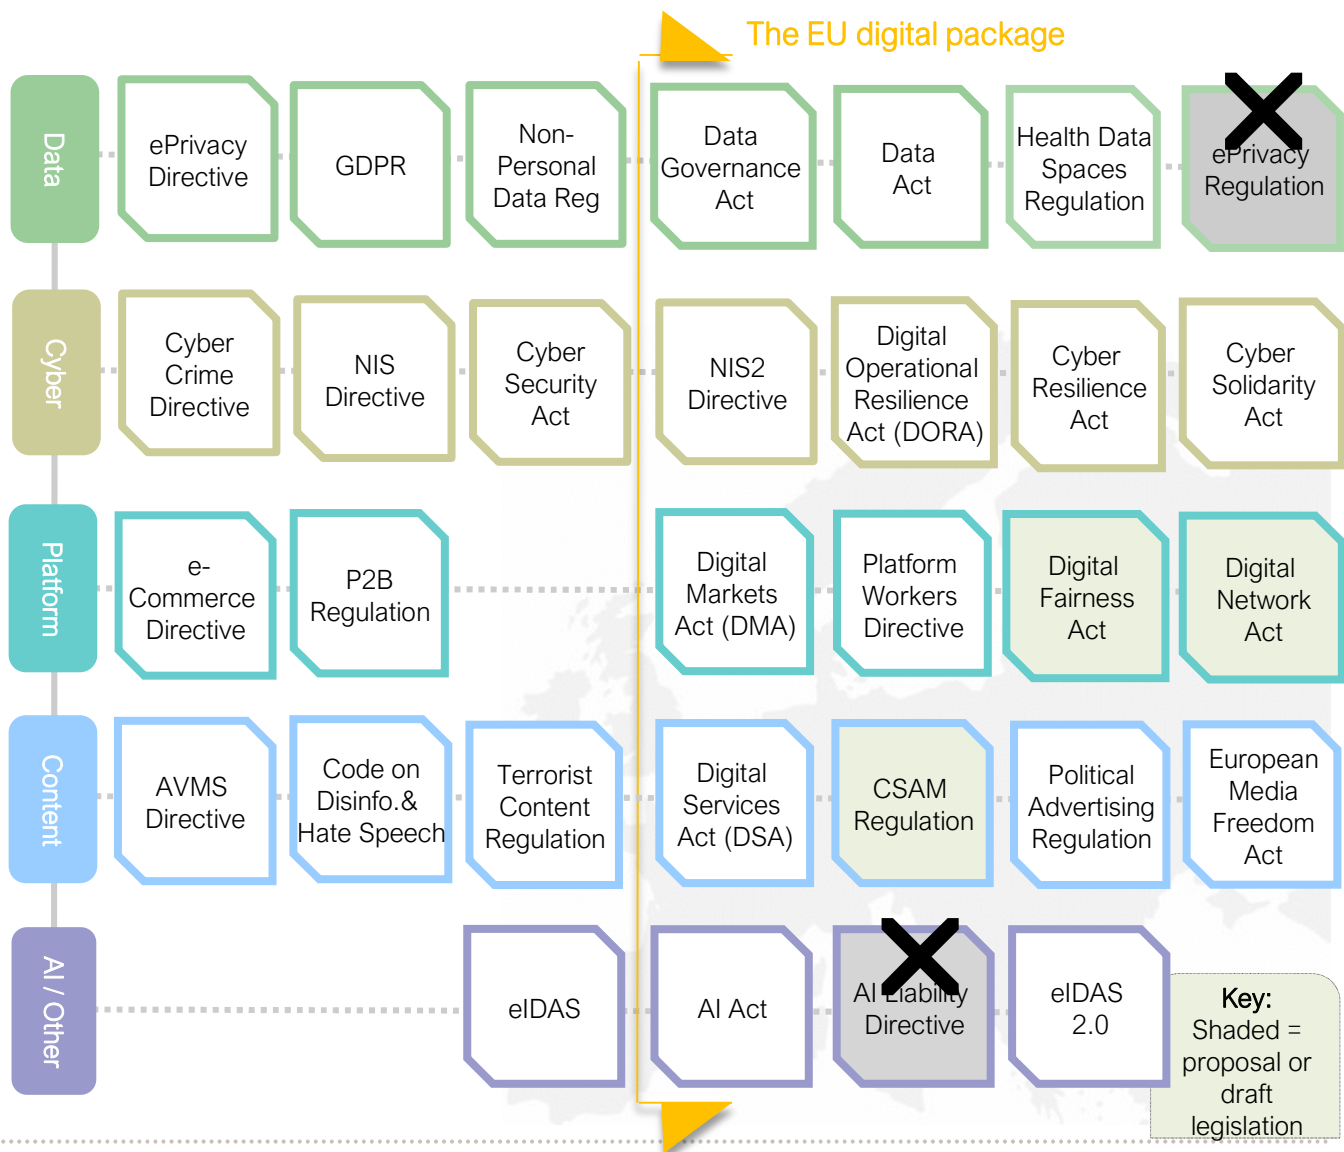 The EU digital package
Data
ePrivacy
Directive
GDPR
Non-
Personal
Data Reg
Data
Governance
Act
Data
Act
Health Data
Spaces
Regulation
ePrivacy
Regulation
Cyber
Cyber
Crime
Directive
NIS
Directive
Cyber
Security
Act
NIS2
Directive
Digital
Operational
Resilience
Act (DORA)
Cyber
Resilience
Act
Cyber
Solidarity
Act
Platform
e-
Commerce
Directive
P2B
Regulation
Digital
Markets
Act (DMA)
Platform
Workers
Directive
Digital
Fairness
Act
Digital
Network
Act
Content
AVMS
Directive
Code on
Disinfo.&
Hate Speech
Terrorist
Content
Regulation
Digital
Services
Act (DSA)
CSAM
Regulation
Political
Advertising
Regulation
European
Media
Freedom
Act
AI / Other
eIDAS
AI Act
AI Liability
Directive
eIDAS
2.0
Key:
Shaded =
proposal or
draft
legislation